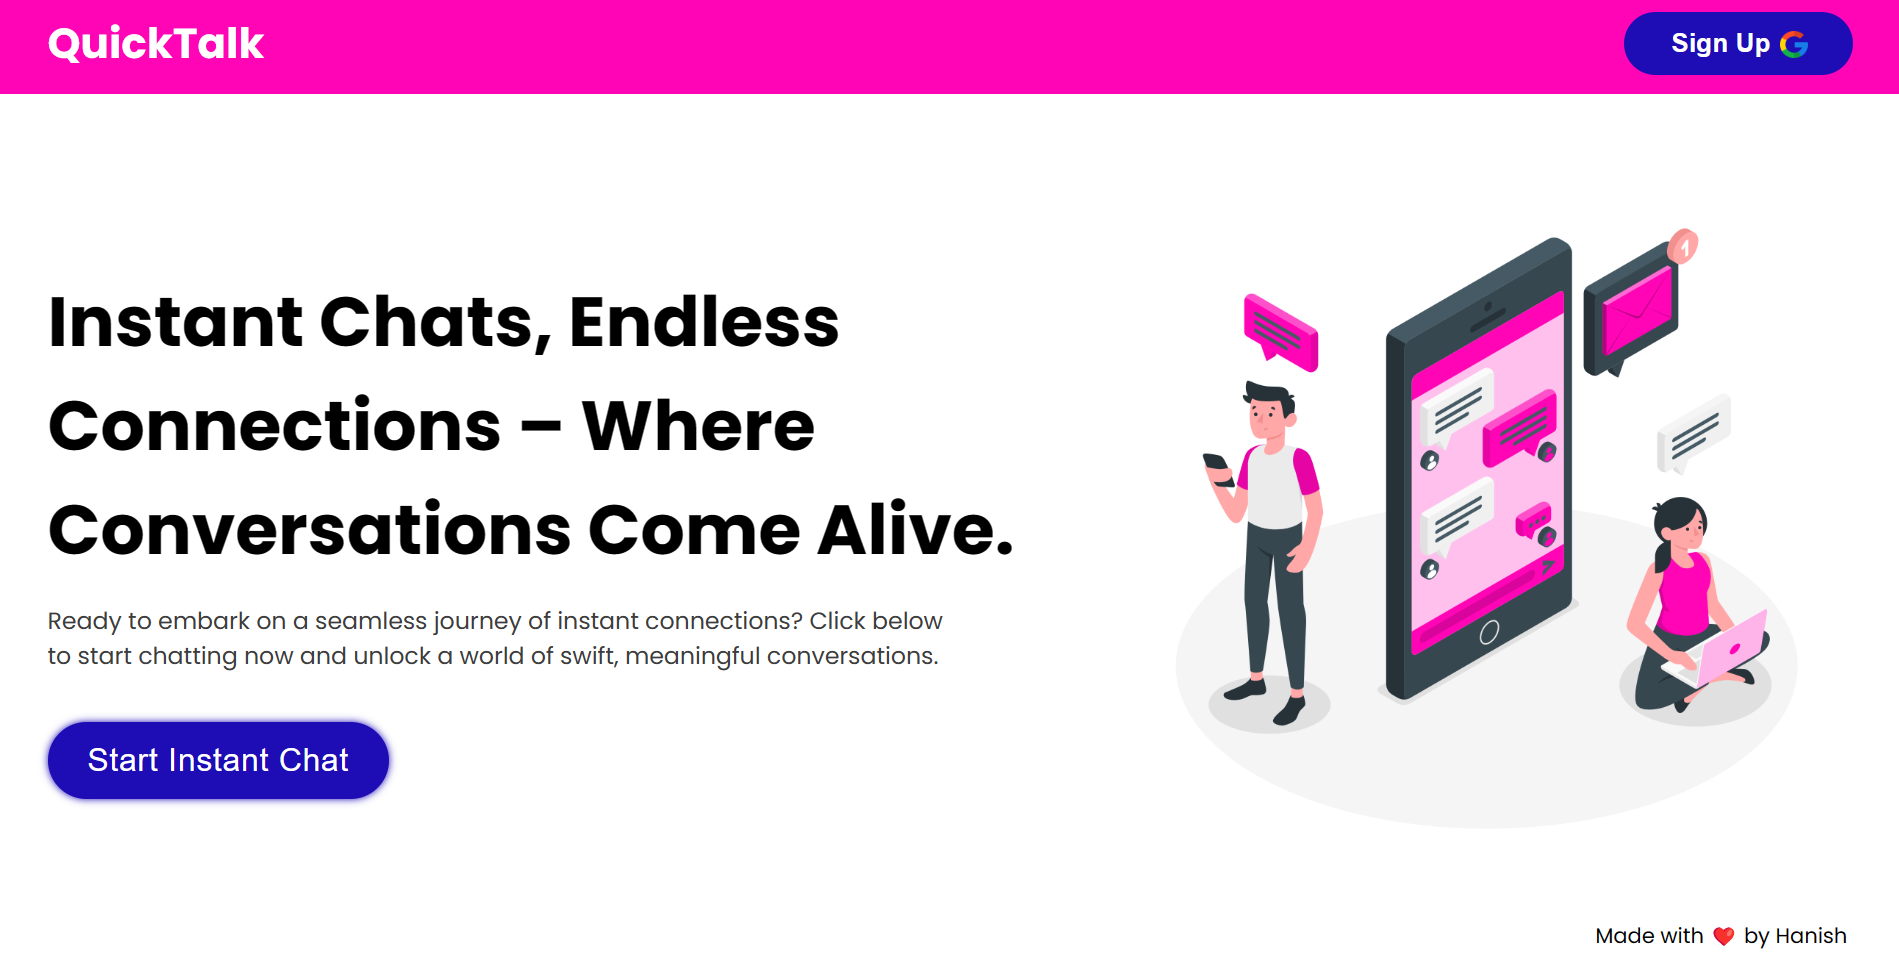 QuickTalk
Sign Up
Instant Chats, Endless
Connections – Where
Conversations Come Alive.
Ready to embark on a seamless journey of instant connections? Click below
to start chatting now and unlock a world of swift, meaningful conversations.
Start Instant Chat
1
Made with ❤️ by Hanish